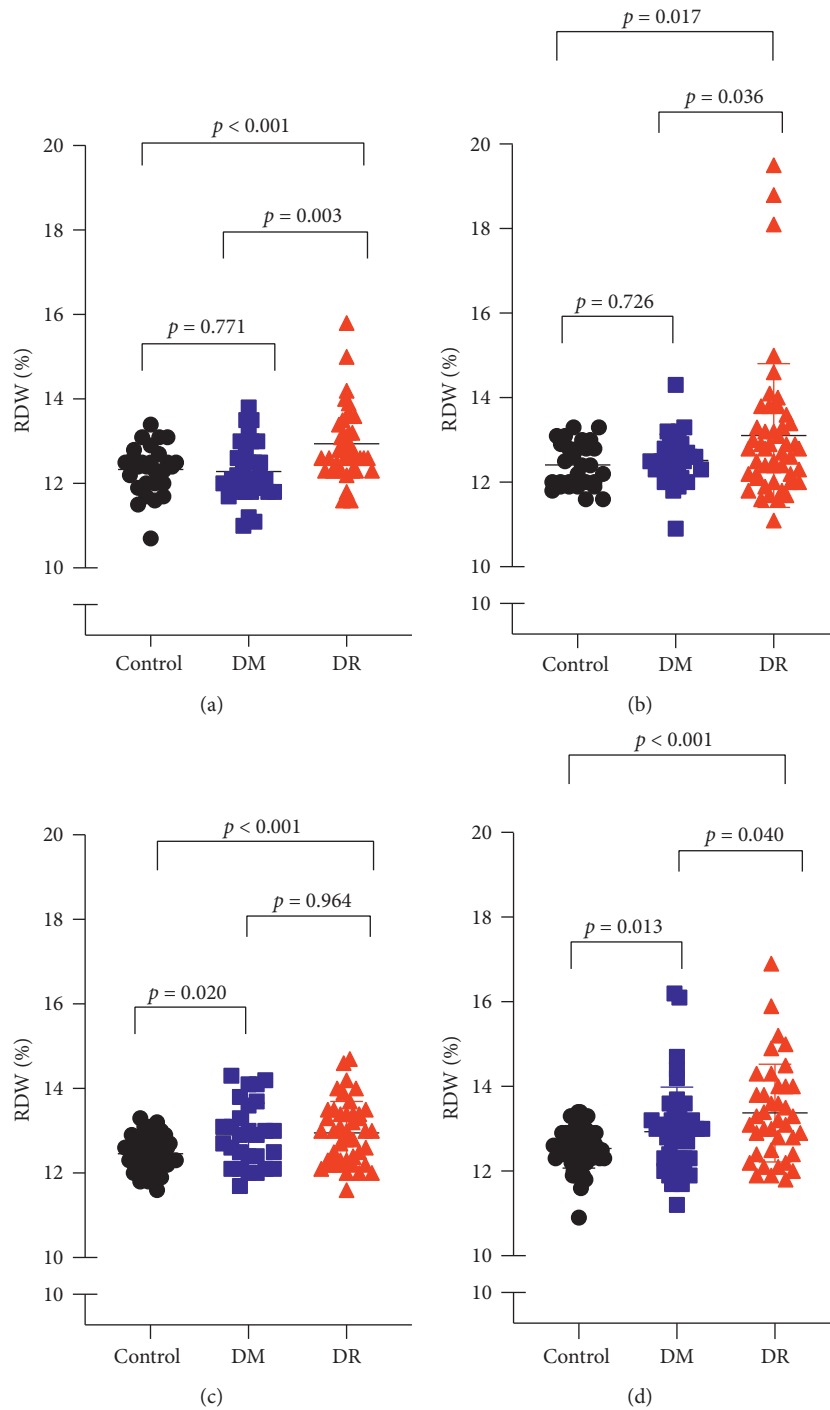 p < 0.001
p = 0.003
p = 0.771
RDW (%)
20
18
16
14
12
10
Control
DM
DR
(a)
p = 0.017
p = 0.036
p = 0.726
RDW (%)
20
18
16
14
12
10
10
Control
DM
DR
(b)
p < 0.001
p = 0.964
p = 0.020
RDW (%)
20
18
16
14
12
10
10
Control
DM
DR
(c)
p < 0.001
p = 0.040
p = 0.013
RDW (%)
20
18
16
14
12
10
10
Control
DM
DR
(d)